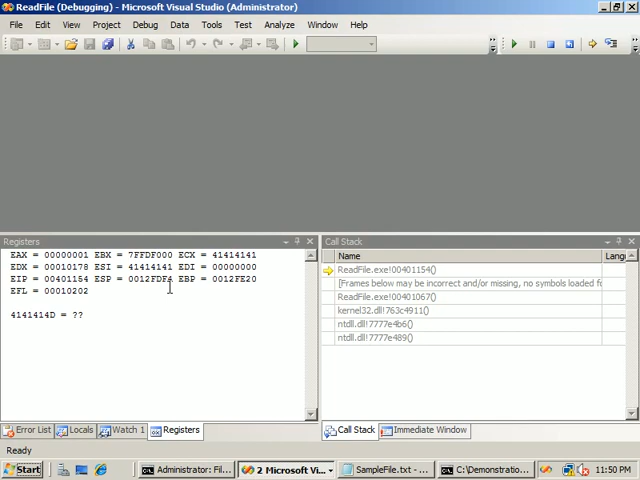 ReadFile (Debugging) - Microsoft Visual Studio (Administrator)
File Edit View Project Debug Data Tools Test ReadyFile Analyze Window Help
Registers
EAX = 00000001 EBX = 7FFDF000 ECX = 41414141
EDX = 00010178 ESI = 41414141 EDI = 00000000
EIP = 00401154 ESP = 0012FDFA EBP = 0012FE20
EFL = 00010202
4141414D = ??
Call Stack
Name Langu
ReadFile.exe!00401154()
[Frames below may be incorrect and/or missing, no symbols loaded fo
ReadFile.exe!00401067()
kernel32.dll!763c4911()
ntdll.dll!7777e4b6()
ntdll.dll!7777e489()
Error List Locals Watch 1 Registers
Call Stack Immediate Window
Ready
Start Administrator: Fil... 2 Microsoft Vi... SampleFile.txt - ... C:\Demonstratio... 11:50 PM